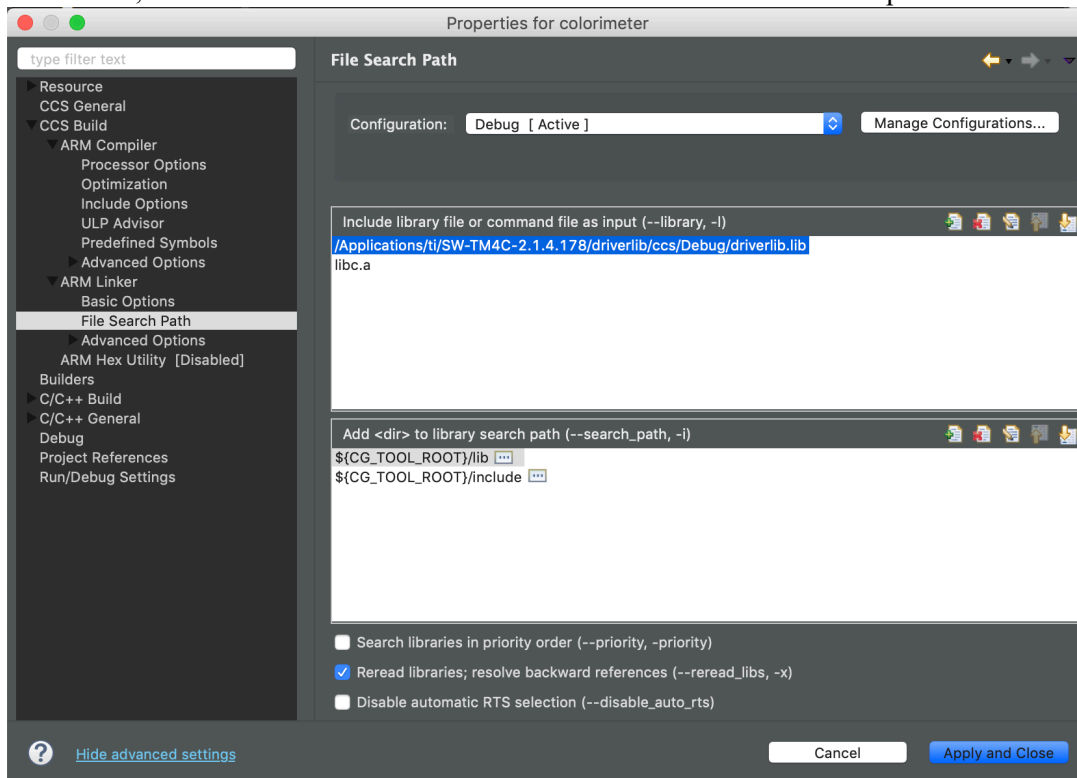 Properties for colorimeter
type filter text
Resource
CCS General
CCS Build
ARM Compiler
Processor Options
Optimization
Include Options
ULP Advisor
Predefined Symbols
Advanced Options
ARM Linker
Basic Options
File Search Path
Advanced Options
ARM Hex Utility [Disabled]
Builders
C/C++ Build
C/C++ General
Debug
Project References
Run/Debug Settings
File Search Path
Configuration: Debug [ Active ] Manage Configurations...
Include library file or command file as input (--library, -l)
/Applications/ti/SW-TM4C-2.1.4.178/driverlib/ccs/Debug/driverlib.lib
libc.a
Add <dir> to library search path (--search_path, -i)
${CG_TOOL_ROOT}/lib
${CG_TOOL_ROOT}/include
Search libraries in priority order (--priority, -priority)
Reread libraries; resolve backward references (--reread_libs, -x)
Disable automatic RTS selection (--disable_auto_rts)
? Hide advanced settings
Cancel Apply and Close